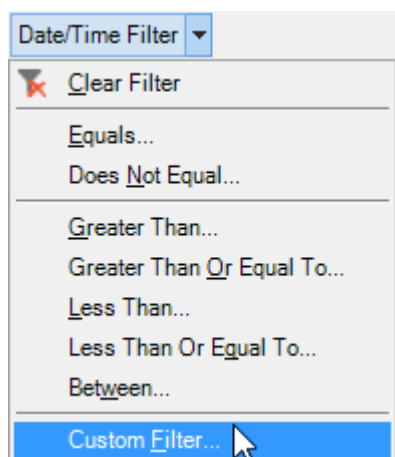 Date/Time Filter
Clear Filter
Equals...
Does Not Equal...
Greater Than...
Greater Than Or Equal To...
Less Than...
Less Than Or Equal To...
Between...
Custom Filter...